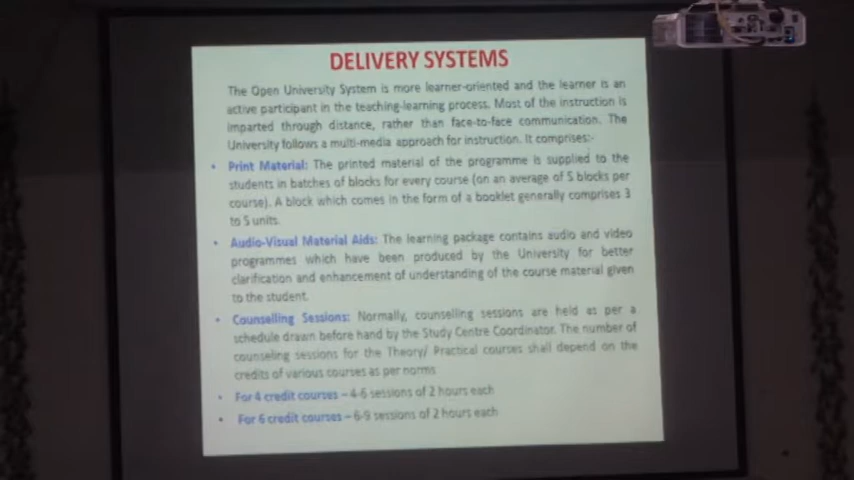 DELIVERY SYSTEMS
The Open University System is more learner-oriented and the learner is an
active participant in the teaching-learning process. Most of the instruction is
imparted through distance, rather than face-to-face communication. The
University follows a multi-media approach for instruction. It comprises:-
• Print Material: The printed material of the programme is supplied to the
students in batches of blocks for every course (on an average of 5 blocks per
course). A block which comes in the form of a booklet generally comprises 3
to 5 units.
• Audio-Visual Material Aids: The learning package contains audio and video
programmes which have been produced by the University for better
clarification and enhancement of understanding of the course material given
to the student.
• Counselling Sessions: Normally, counselling sessions are held as per a
schedule drawn before hand by the Study Centre Coordinator. The number of
counseling sessions for the Theory/ Practical courses shall depend on the
credits of various courses as per norms
• For 4 credit courses – 4-6 sessions of 2 hours each
• For 6 credit courses – 6-9 sessions of 2 hours each